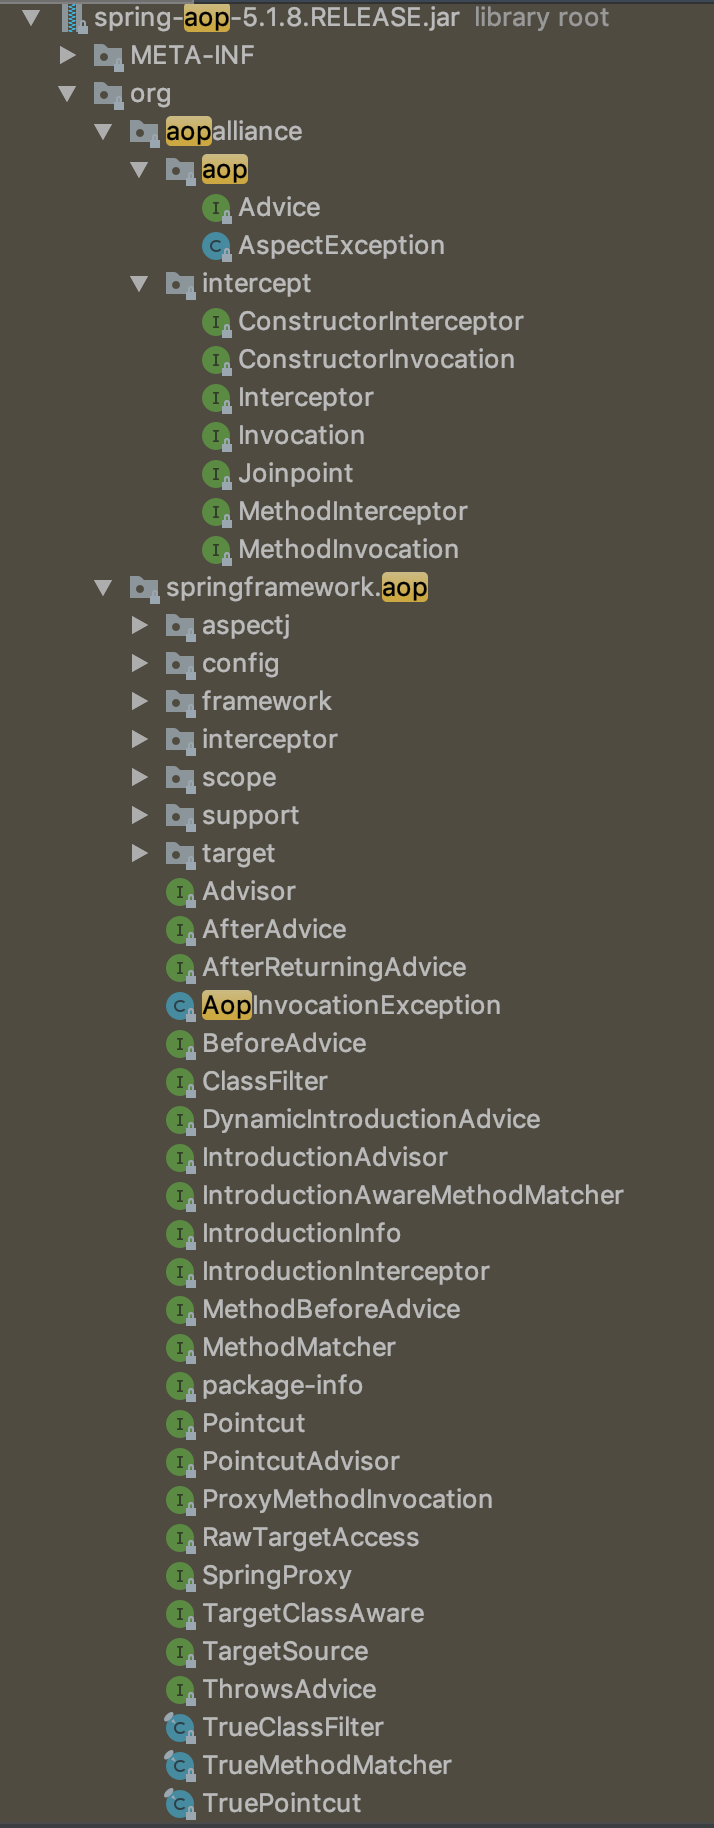 spring-aop-5.1.8.RELEASE.jar library root
META-INF
org
aopalliance
aop
Advice
AspectException
intercept
ConstructorInterceptor
ConstructorInvocation
Interceptor
Invocation
Joinpoint
MethodInterceptor
MethodInvocation
springframework.aop
aspectj
config
framework
interceptor
scope
support
target
Advisor
AfterAdvice
AfterReturningAdvice
AopInvocationException
BeforeAdvice
ClassFilter
DynamicIntroductionAdvice
IntroductionAdvisor
IntroductionAwareMethodMatcher
IntroductionInfo
IntroductionInterceptor
MethodBeforeAdvice
MethodMatcher
package-info
Pointcut
PointcutAdvisor
ProxyMethodInvocation
RawTargetAccess
SpringProxy
TargetClassAware
TargetSource
ThrowsAdvice
TrueClassFilter
TrueMethodMatcher
TruePointcut